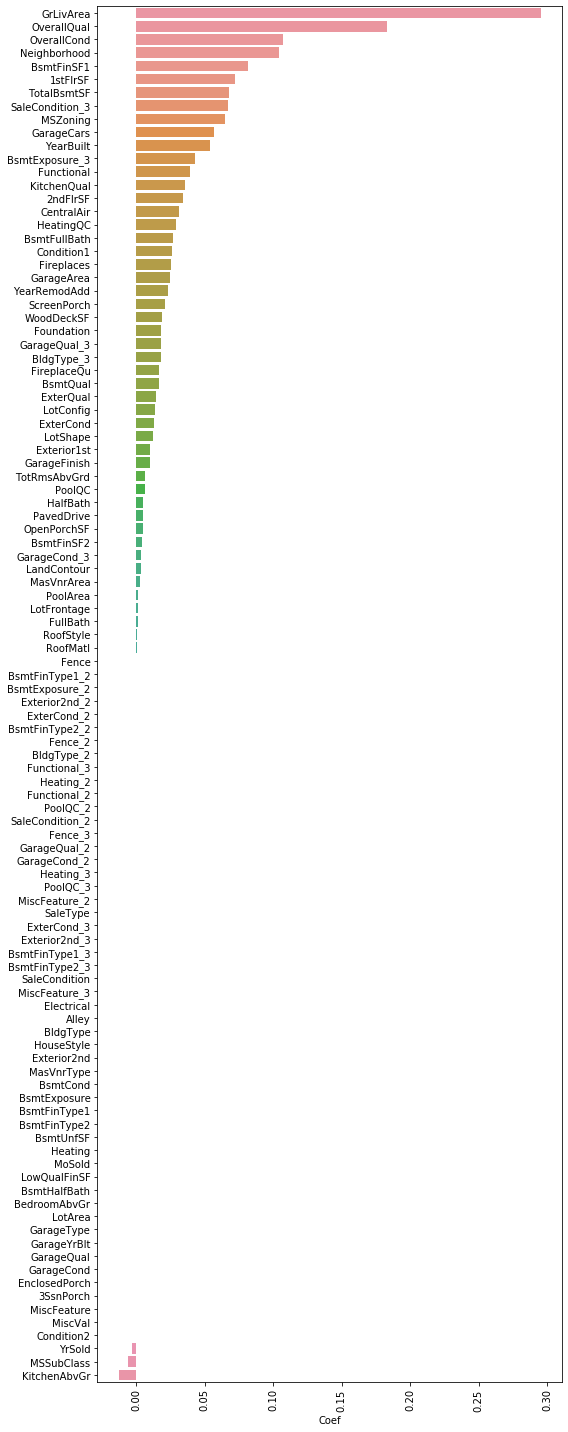 GrLivArea
OverallQual
OverallCond
Neighborhood
BsmtFinSF1
1stFlrSF
TotalBsmtSF
SaleCondition_3
MSZoning
GarageCars
YearBuilt
BsmtExposure_3
Functional
KitchenQual
2ndFlrSF
CentralAir
HeatingQC
BsmtFullBath
Condition1
Fireplaces
GarageArea
YearRemodAdd
ScreenPorch
WoodDeckSF
Foundation
GarageQual_3
BldgType_3
FireplaceQu
BsmtQual
ExterQual
LotConfig
ExterCond
LotShape
Exterior1st
GarageFinish
TotRmsAbvGrd
PoolQC
HalfBath
PavedDrive
OpenPorchSF
BsmtFinSF2
GarageCond_3
LandContour
MasVnrArea
PoolArea
LotFrontage
FullBath
RoofStyle
RoofMatl
Fence
BsmtFinType1_2
BsmtExposure_2
Exterior2nd_2
ExterCond_2
BsmtFinType2_2
Fence_2
BldgType_2
Functional_3
Heating_2
Functional_2
PoolQC_2
SaleCondition_2
Fence_3
GarageQual_2
GarageCond_2
Heating_3
PoolQC_3
MiscFeature_2
SaleType
ExterCond_3
Exterior2nd_3
BsmtFinType1_3
BsmtFinType2_3
SaleCondition
MiscFeature_3
Electrical
Alley
BldgType
HouseStyle
Exterior2nd
MasVnrType
BsmtCond
BsmtExposure
BsmtFinType1
BsmtFinType2
BsmtUnfSF
Heating
MoSold
LowQualFinSF
BsmtHalfBath
BedroomAbvGr
LotArea
GarageType
GarageYrBlt
GarageQual
GarageCond
EnclosedPorch
3SsnPorch
MiscFeature
MiscVal
Condition2
YrSold
MSSubClass
KitchenAbvGr
0.00
0.05
0.10
0.15
0.20
0.25
0.30
Coef